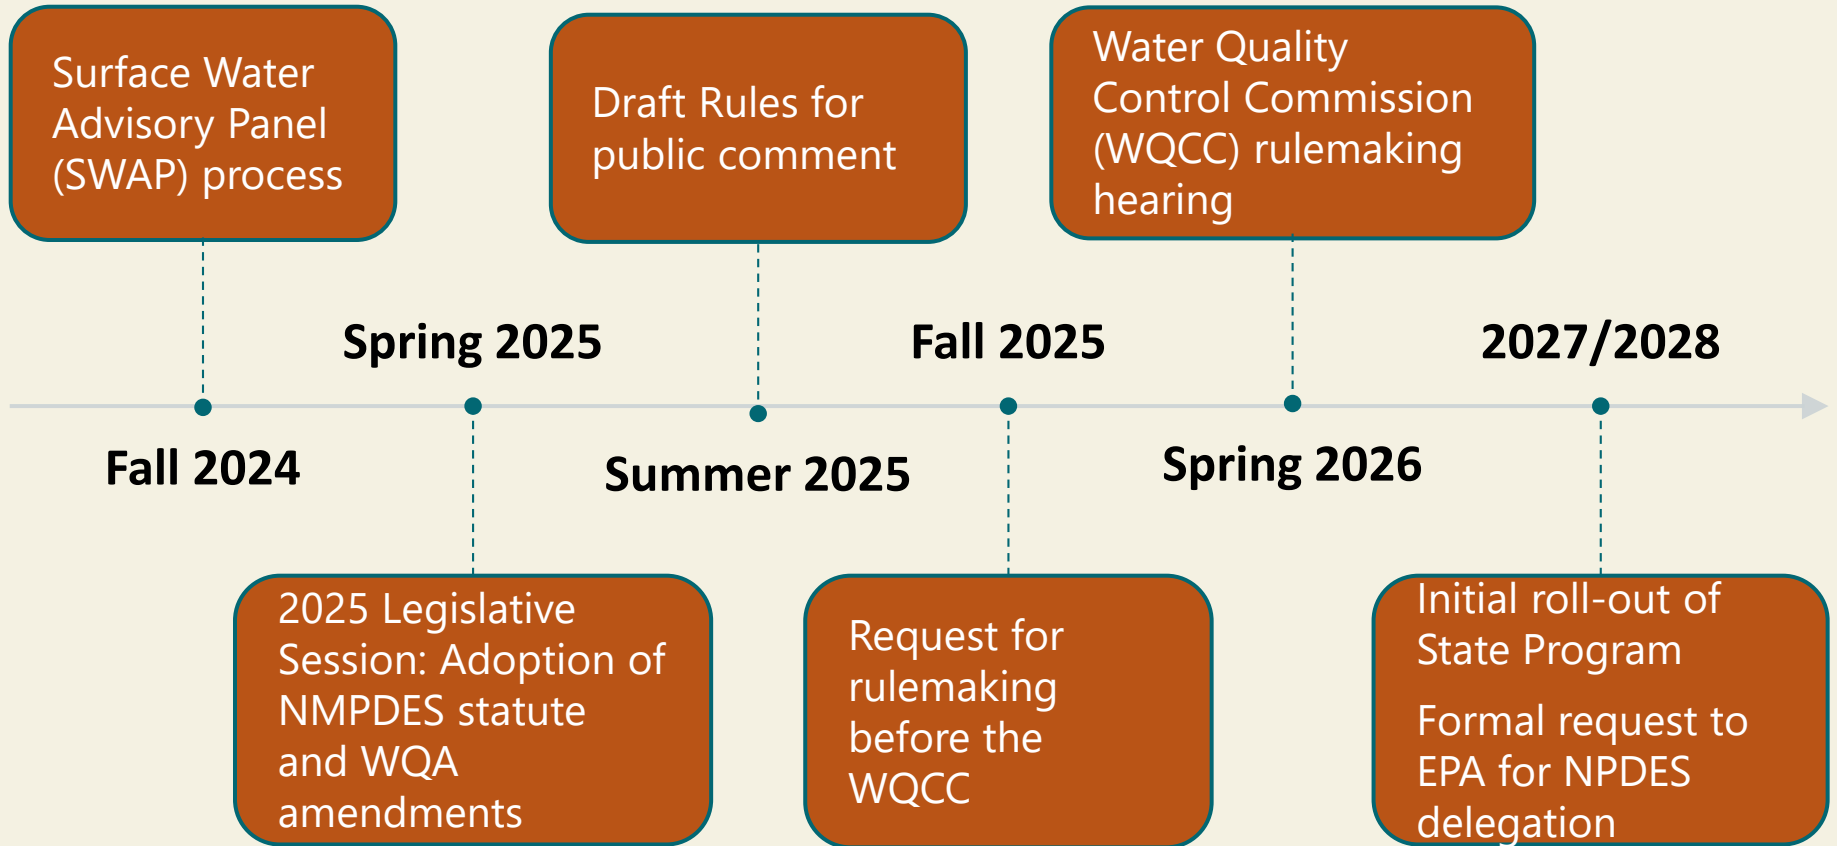 Surface Water
Advisory Panel
(SWAP) process
Draft Rules for
public comment
Water Quality
Control Commission
(WQCC) rulemaking
hearing
Spring 2025
Fall 2025
2027/2028
Fall 2024
Summer 2025
Spring 2026
2025 Legislative
Session: Adoption of
NMPDES statute
and WQA
amendments
Request for
rulemaking
before the
WQCC
Initial roll-out of
State Program
Formal request to
EPA for NPDES
delegation